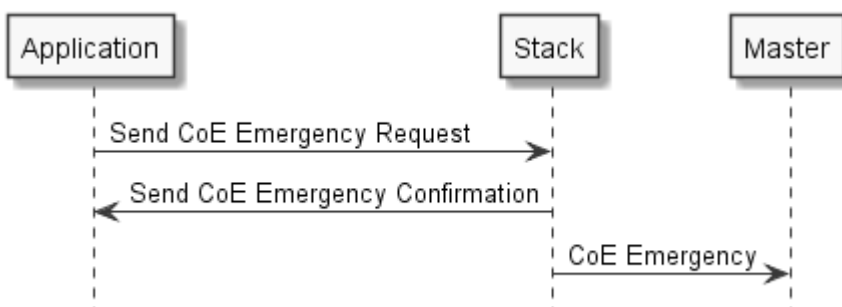 Application
Stack
Master
Send CoE Emergency Request
Send CoE Emergency Confirmation
CoE Emergency